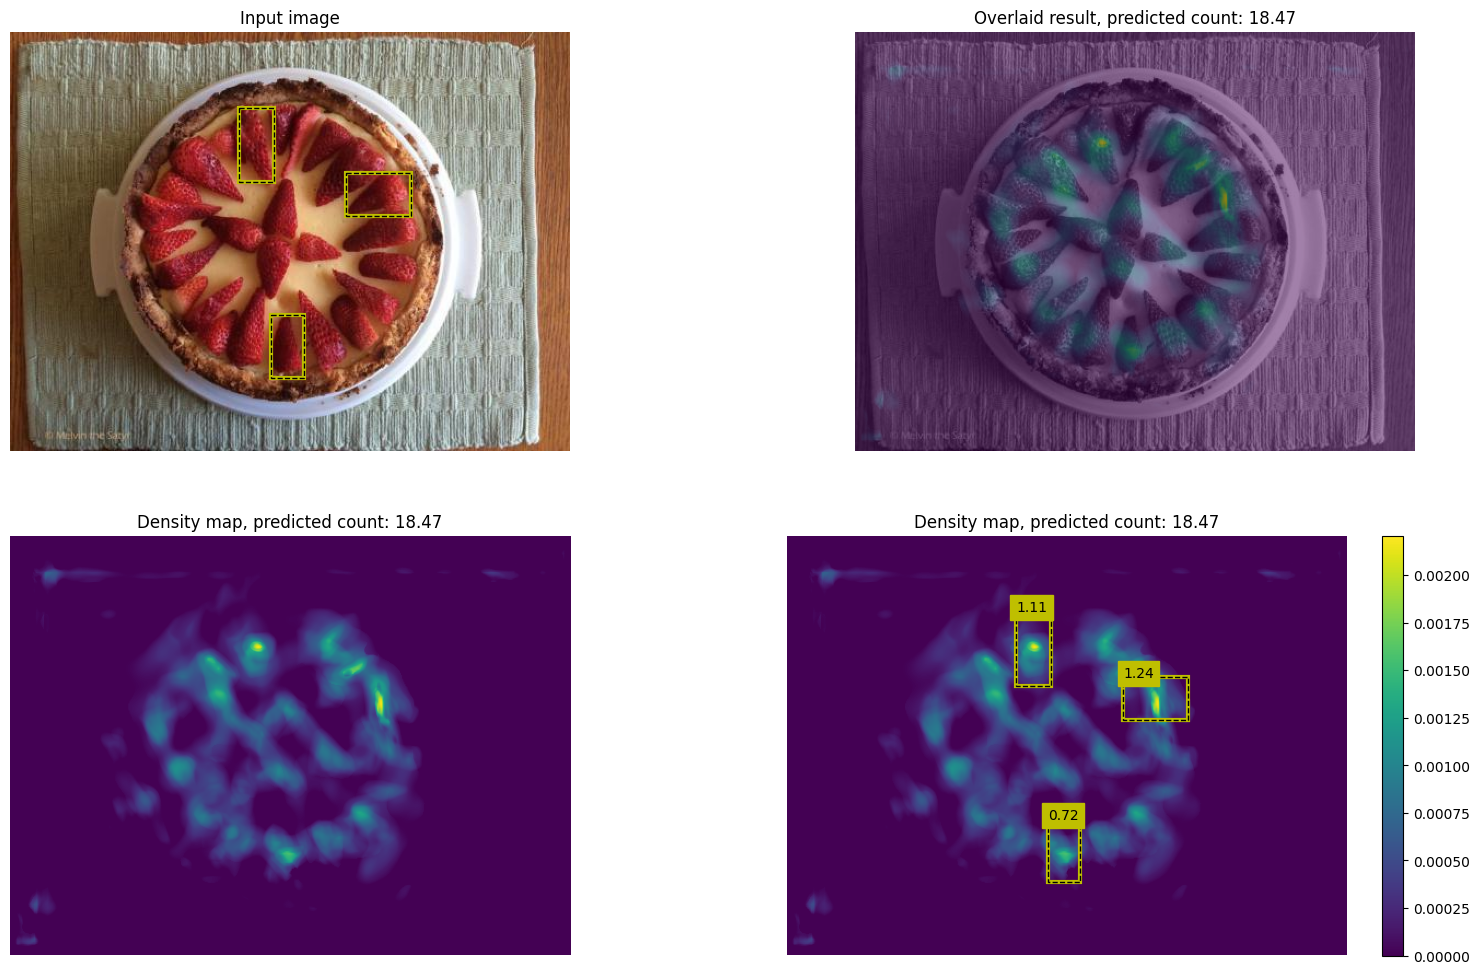 Input image
Overlaid result, predicted count: 18.47
© Melvin the Satyr
© Melvin the Satyr
Density map, predicted count: 18.47
Density map, predicted count: 18.47
1.11
1.24
0.72
0.00200
0.00175
0.00150
0.00125
0.00100
0.00075
0.00050
0.00025
0.00000